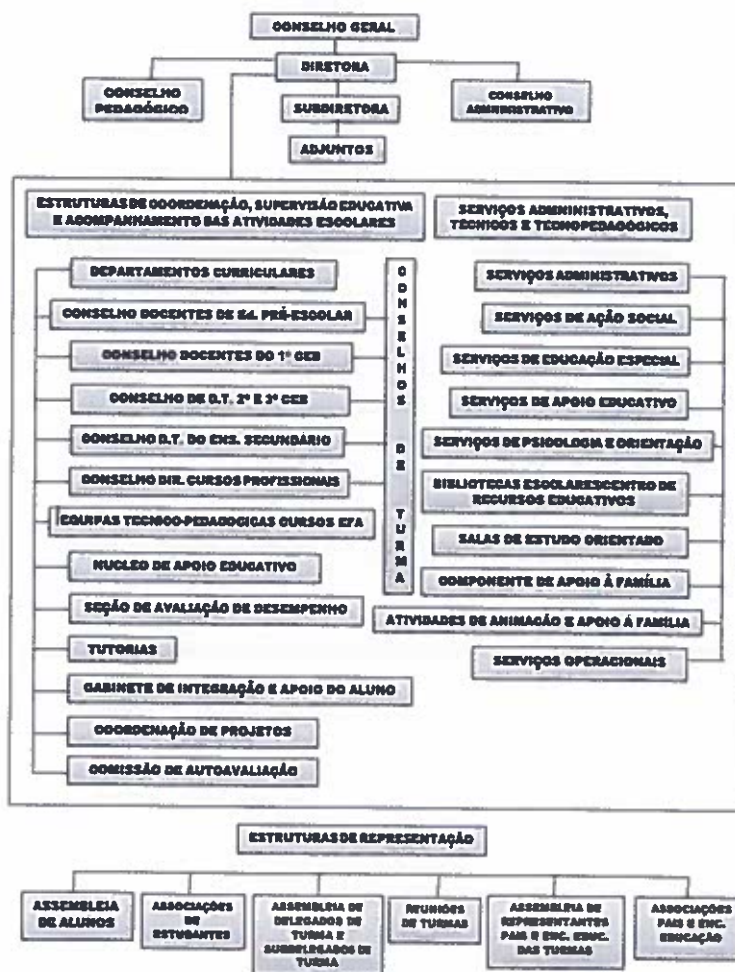 CONSELHO GERAL
DIRETORA
CONSELHO
PEDAGÓGICO
CONSELHO
ADMINISTRATIVO
SUBDIRETORA
ADJUNTOS
ESTRUTURAS DE COORDENAÇÃO, SUPERVISÃO EDUCATIVA
E ACOMPANHAMENTO DAS ATIVIDADES ESCOLARES
DEPARTAMENTOS CURRICULARES
CONSELHO DOCENTES DE Ed. PRÉ-ESCOLAR
CONSELHO DOCENTES DO 1º CEB
CONSELHO DE D.T. 2º E 3º CEB
CONSELHO D.T. DO ENS. SECUNDÁRIO
CONSELHO DIR. CURSOS PROFISSIONAIS
EQUIPAS TECNICO-PEDAGOGICAS CURSOS EFA
NUCLEO DE APOIO EDUCATIVO
SEÇÃO DE AVALIAÇÃO DE DESEMPENHO
TUTORIAS
GABINETE DE INTEGRAÇÃO E APOIO DO ALUNO
COORDENAÇÃO DE PROJETOS
COMISSÃO DE AUTOAVALIAÇÃO
CONSELHOS DE TURMA
SERVIÇOS ADMINISTRATIVOS,
TÉCNICOS E TECNOPEDAGÓGICOS
SERVIÇOS ADMINISTRATIVOS
SERVIÇOS DE AÇÃO SOCIAL
SERVIÇOS DE EDUCAÇÃO ESPECIAL
SERVIÇOS DE APOIO EDUCATIVO
SERVIÇOS DE PSICOLOGIA E ORIENTAÇÃO
BIBLIOTECAS ESCOLARESCENTRO DE
RECURSOS EDUCATIVOS
SALAS DE ESTUDO ORIENTADO
COMPONENTE DE APOIO À FAMÍLIA
ATIVIDADES DE ANIMAÇÃO E APOIO Á FAMÍLIA
SERVIÇOS OPERACIONAIS
ESTRUTURAS DE REPRESENTAÇÃO
ASSEMBLEIA
DE ALUNOS
ASSOCIAÇÕES
DE
ESTUDANTES
ASSEMBLEIA DE
DELEGADOS DE
TURMA E
SUBDELEGADOS DE
TURMA
REUNIÕES
DE TURMAS
ASSEMBLEIA DE
REPRESENTANTES
PAIS E ENC. EDUC.
DAS TURMAS
ASSOCIAÇÕES
PAIS E ENC.
EDUCAÇÃO